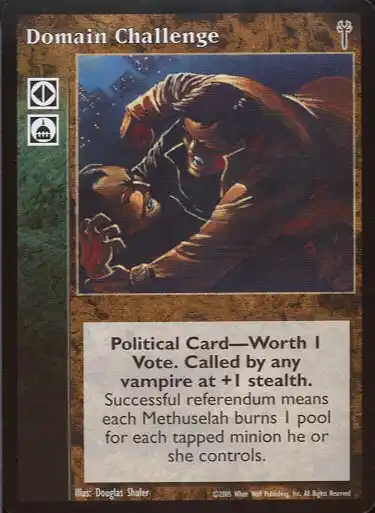 Domain Challenge
Political Card—Worth 1
Vote. Called by any
vampire at +1 stealth.
Successful referendum means
each Methuselah burns 1 pool
for each tapped minion he or
she controls.
Illus: Douglas Shuler
©2005 White Wolf Publishing, Inc. All Rights Reserved